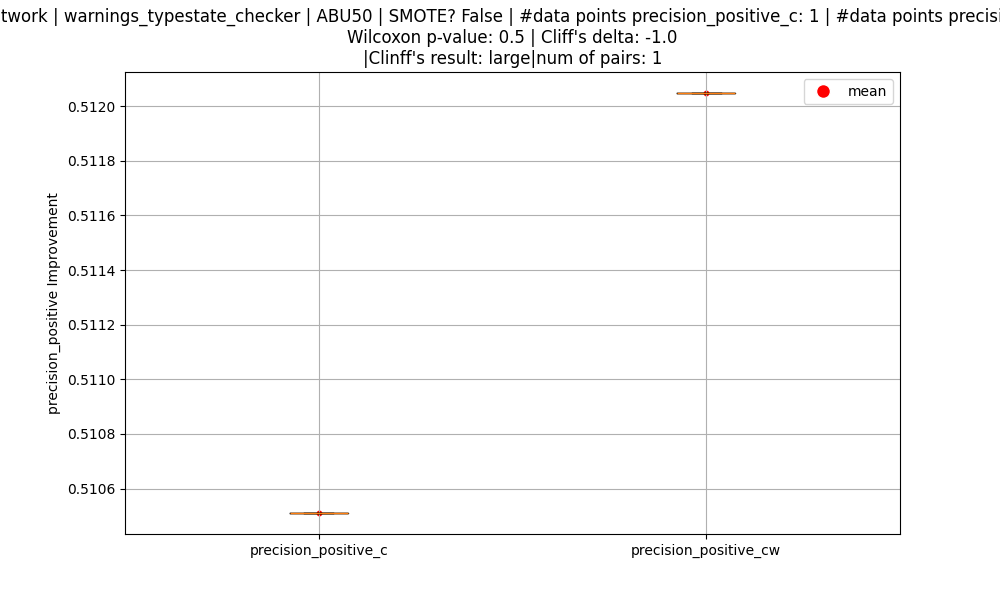 twork | warnings_typestate_checker | ABU50 | SMOTE? False | #data points precision_positive_c: 1 | #data points precisi
Wilcoxon p-value: 0.5 | Cliff's delta: -1.0
|Clinff's result: large|num of pairs: 1
mean
0.5120
0.5118
0.5116
0.5114
0.5112
0.5110
0.5108
0.5106
precision_positive Improvement
precision_positive_c
precision_positive_cw